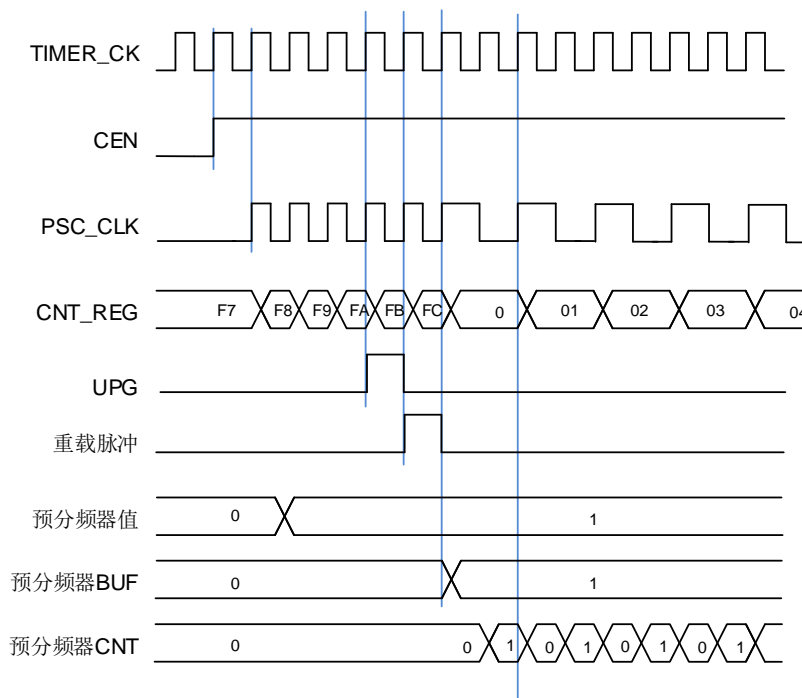 TIMER_CK
CEN
PSC_CLK
CNT_REG F7 F8 F9 FA FB FC 0 01 02 03 04
UPG
重载脉冲
预分频器值 0 1
预分频器BUF 0 1
预分频器CNT 0 0 1 0 1 0 1 0 1